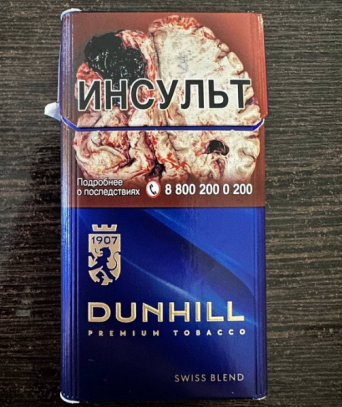 ИНСУЛЬТ
Подробнее
о последствиях 8 800 200 0 200
1907
DUNHILL
PREMIUM TOBACCO
SWISS BLEND